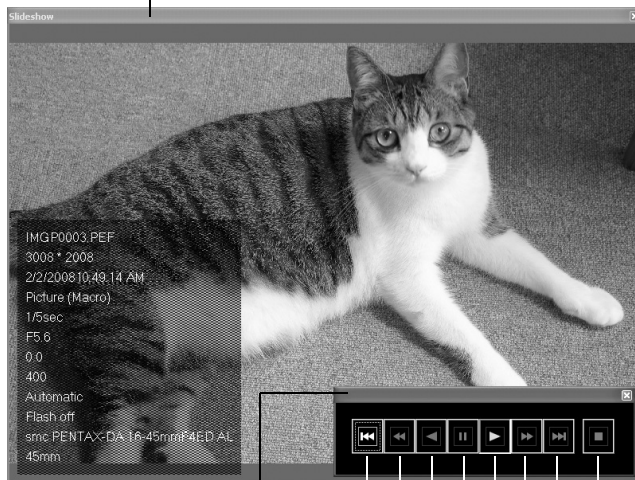 Slideshow
IMGP0003.PEF
3008 * 2008
2/2/2008 10:49:14 AM
Picture (Macro)
1/5sec
F5.6
0.0
400
Automatic
Flash off
smc PENTAX-DA 16-45mmF4ED AL
45mm